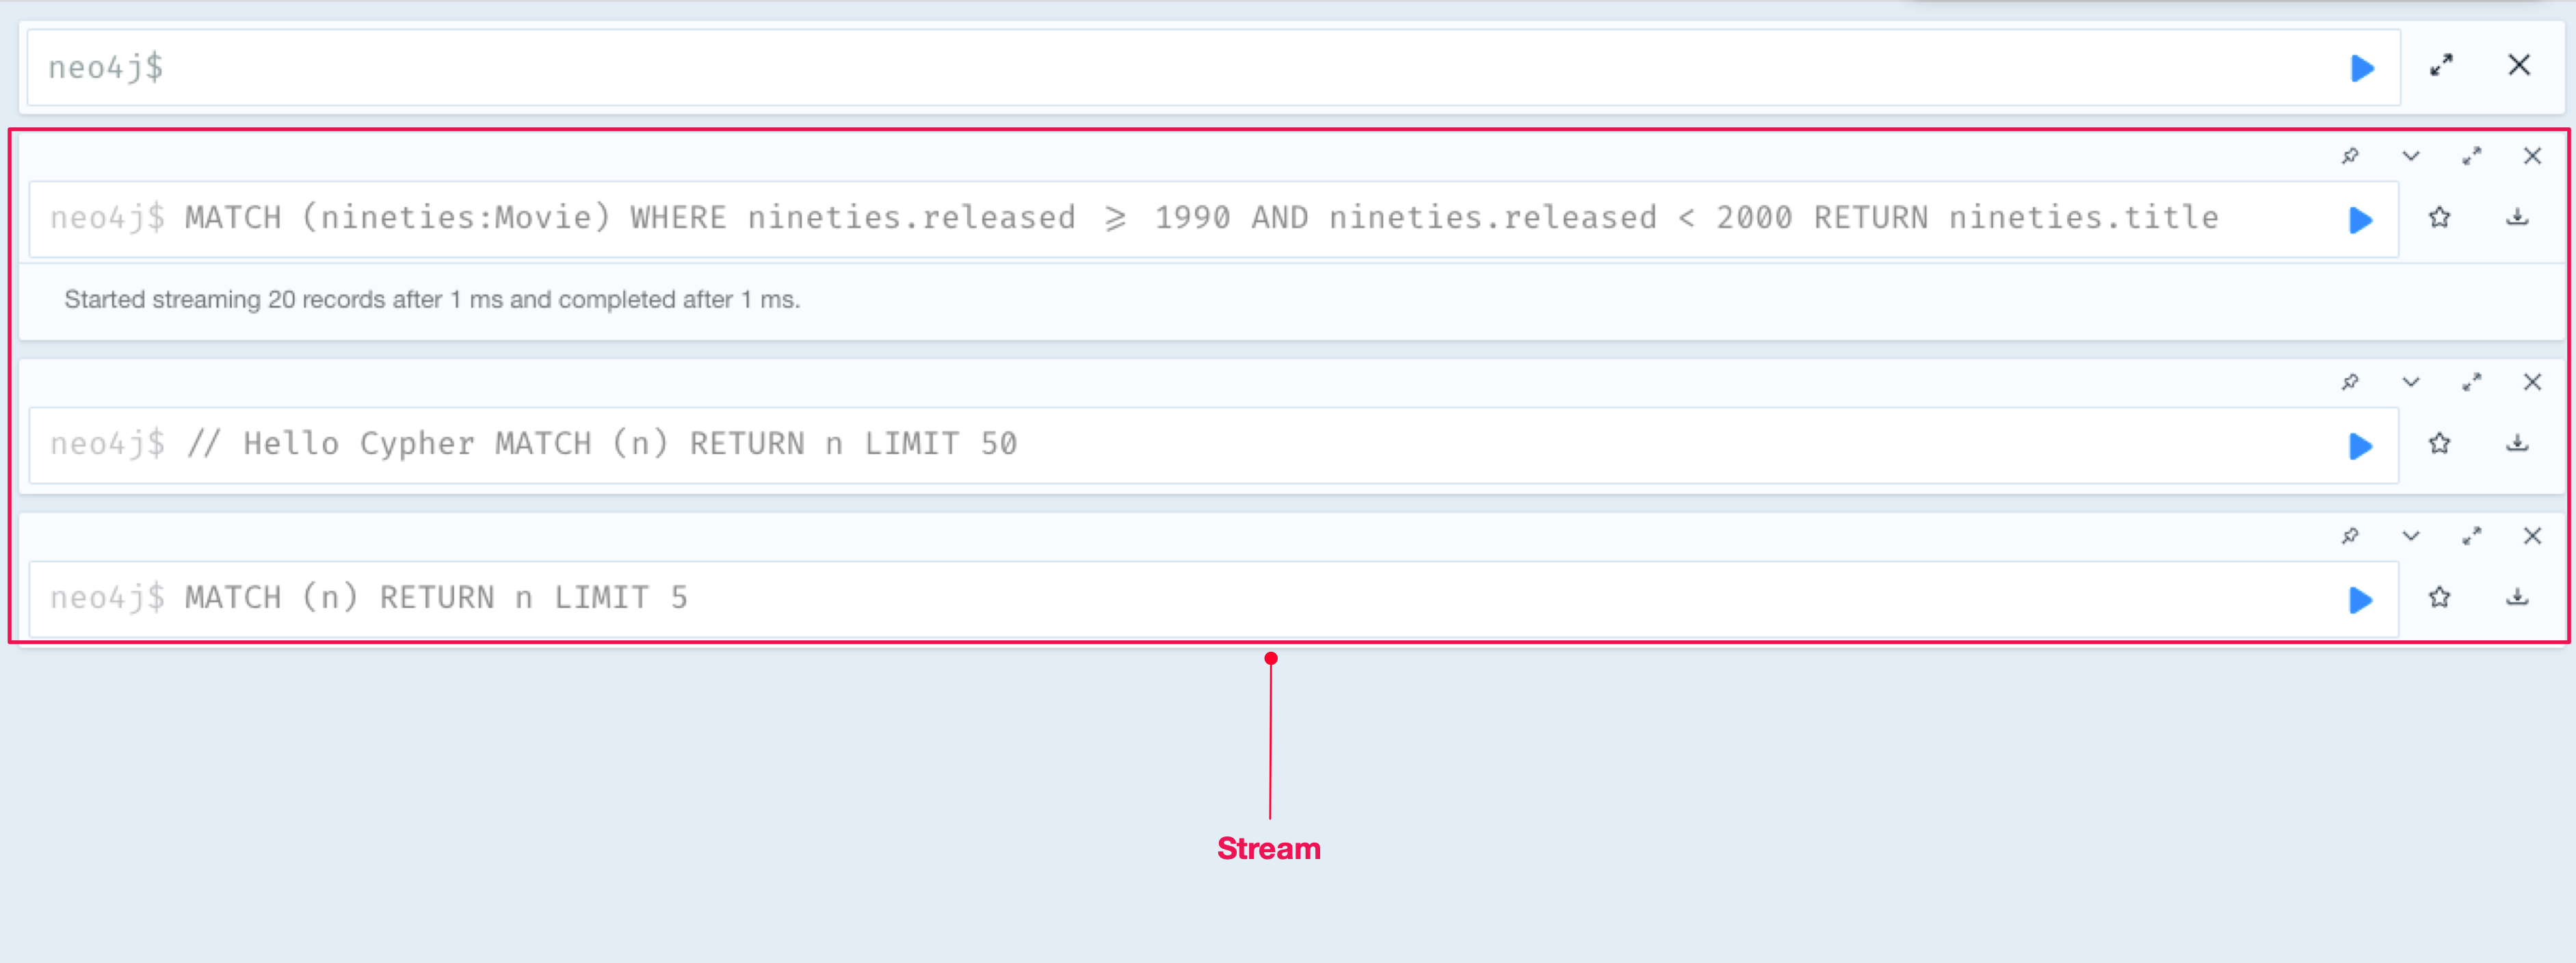 neo4j$
neo4j$ MATCH (nineties:Movie) WHERE nineties.released ≥ 1990 AND nineties.released < 2000 RETURN nineties.title
Started streaming 20 records after 1 ms and completed after 1 ms.
neo4j$ // Hello Cypher MATCH (n) RETURN n LIMIT 50
neo4j$ MATCH (n) RETURN n LIMIT 5
Stream